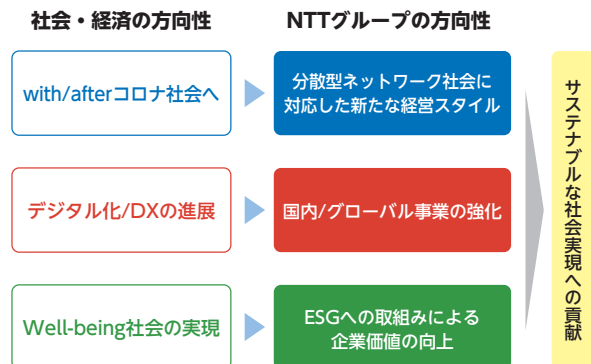 社会・経済の方向性
NTTグループの方向性
with/afterコロナ社会へ
分散型ネットワーク社会に
対応した新たな経営スタイル
デジタル化/DXの進展
国内/グローバル事業の強化
Well-being社会の実現
ESGへの取組みによる
企業価値の向上
サステナブルな社会実現への貢献